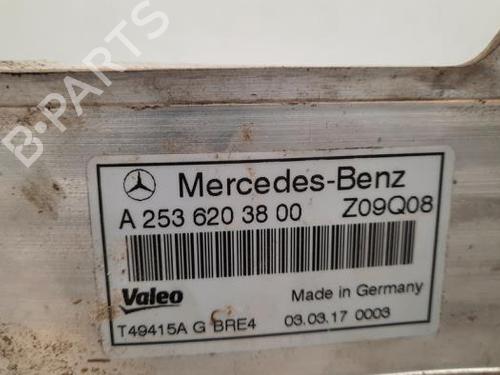 B-PARTS
Mercedes-Benz
A 253 620 38 00 Z09Q08
Valeo Made in Germany
T49415A G BRE4 03.03.17 0003